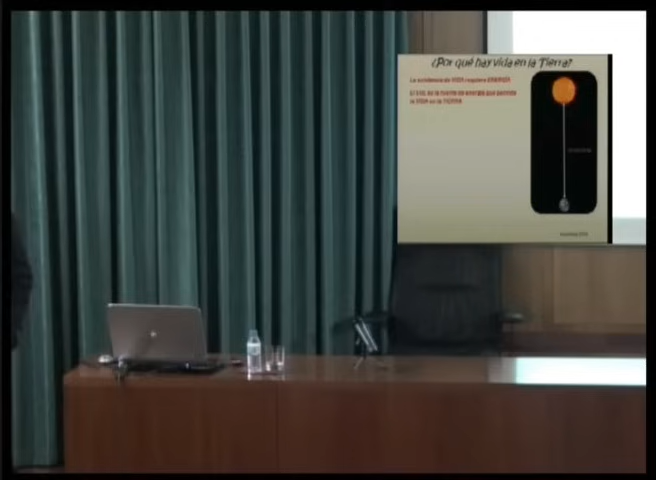 ¿Por qué hay vida en la Tierra?
La existencia de VIDA requiere ENERGÍA
El SOL es la fuente de energía que permite
la VIDA en la TIERRA